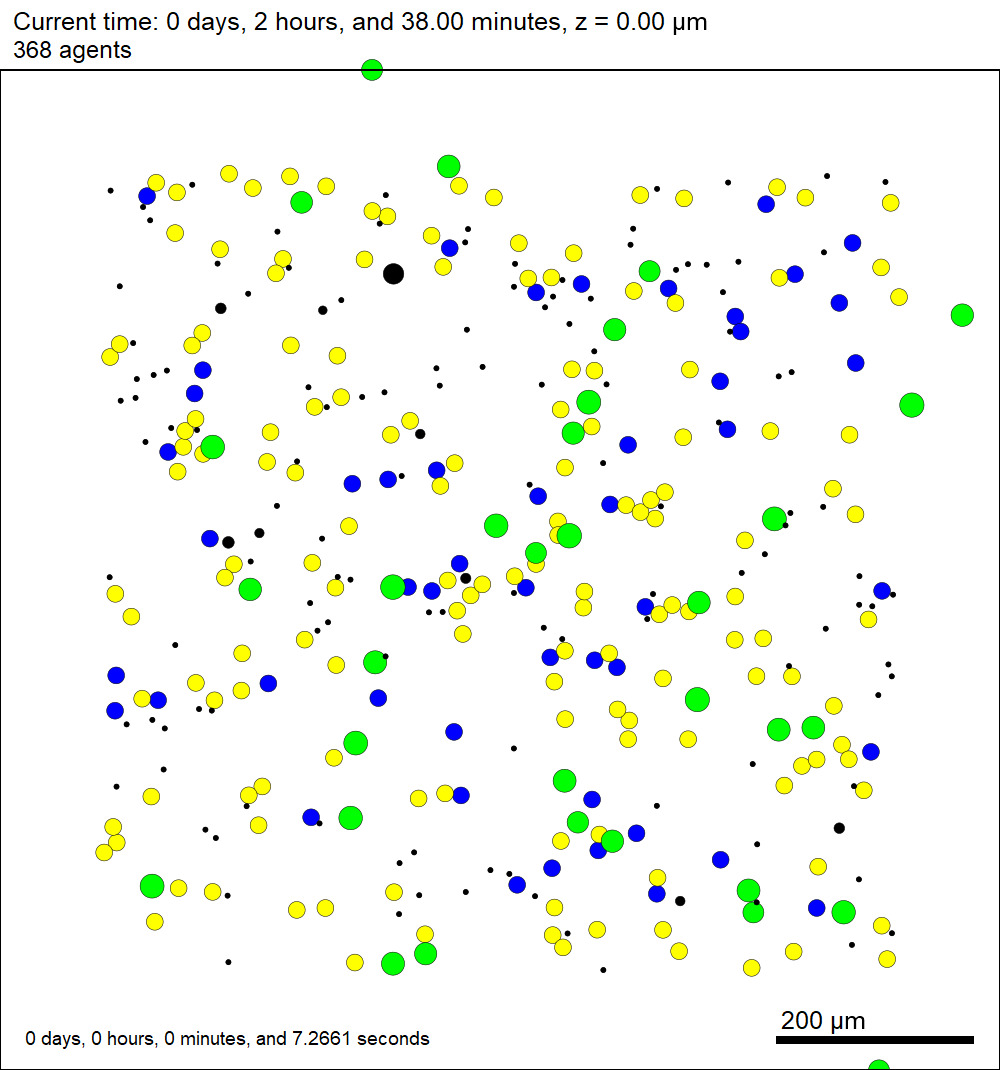 Current time: 0 days, 2 hours, and 38.00 minutes, z = 0.00 µm
368 agents
200 µm
0 days, 0 hours, 0 minutes, and 7.2661 seconds